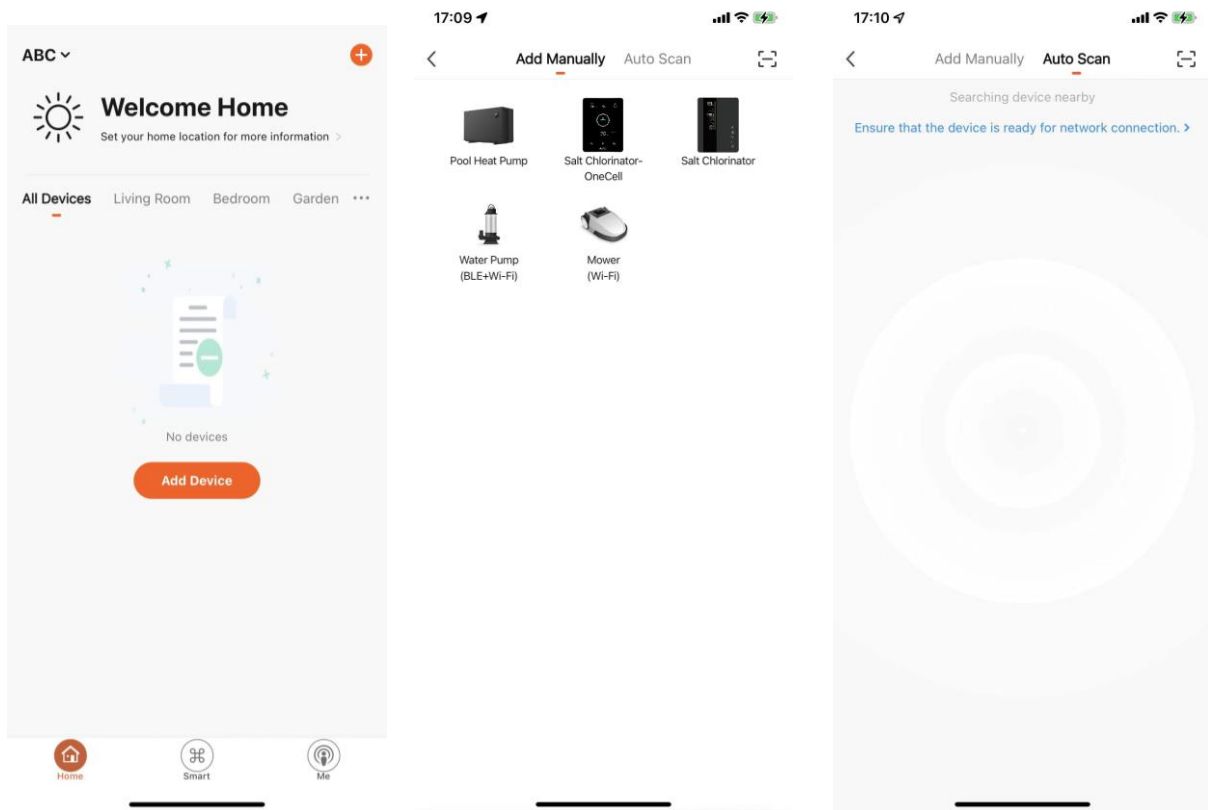 ABC
Welcome Home
Set your home location for more information
All Devices Living Room Bedroom Garden
No devices
Add Device
Home Smart Me
17:09
Add Manually Auto Scan
Pool Heat Pump
Salt Chlorinator-
OneCell
Salt Chlorinator
Water Pump
(BLE+Wi-Fi)
Mower
(Wi-Fi)
17:10
Add Manually Auto Scan
Searching device nearby
Ensure that the device is ready for network connection.